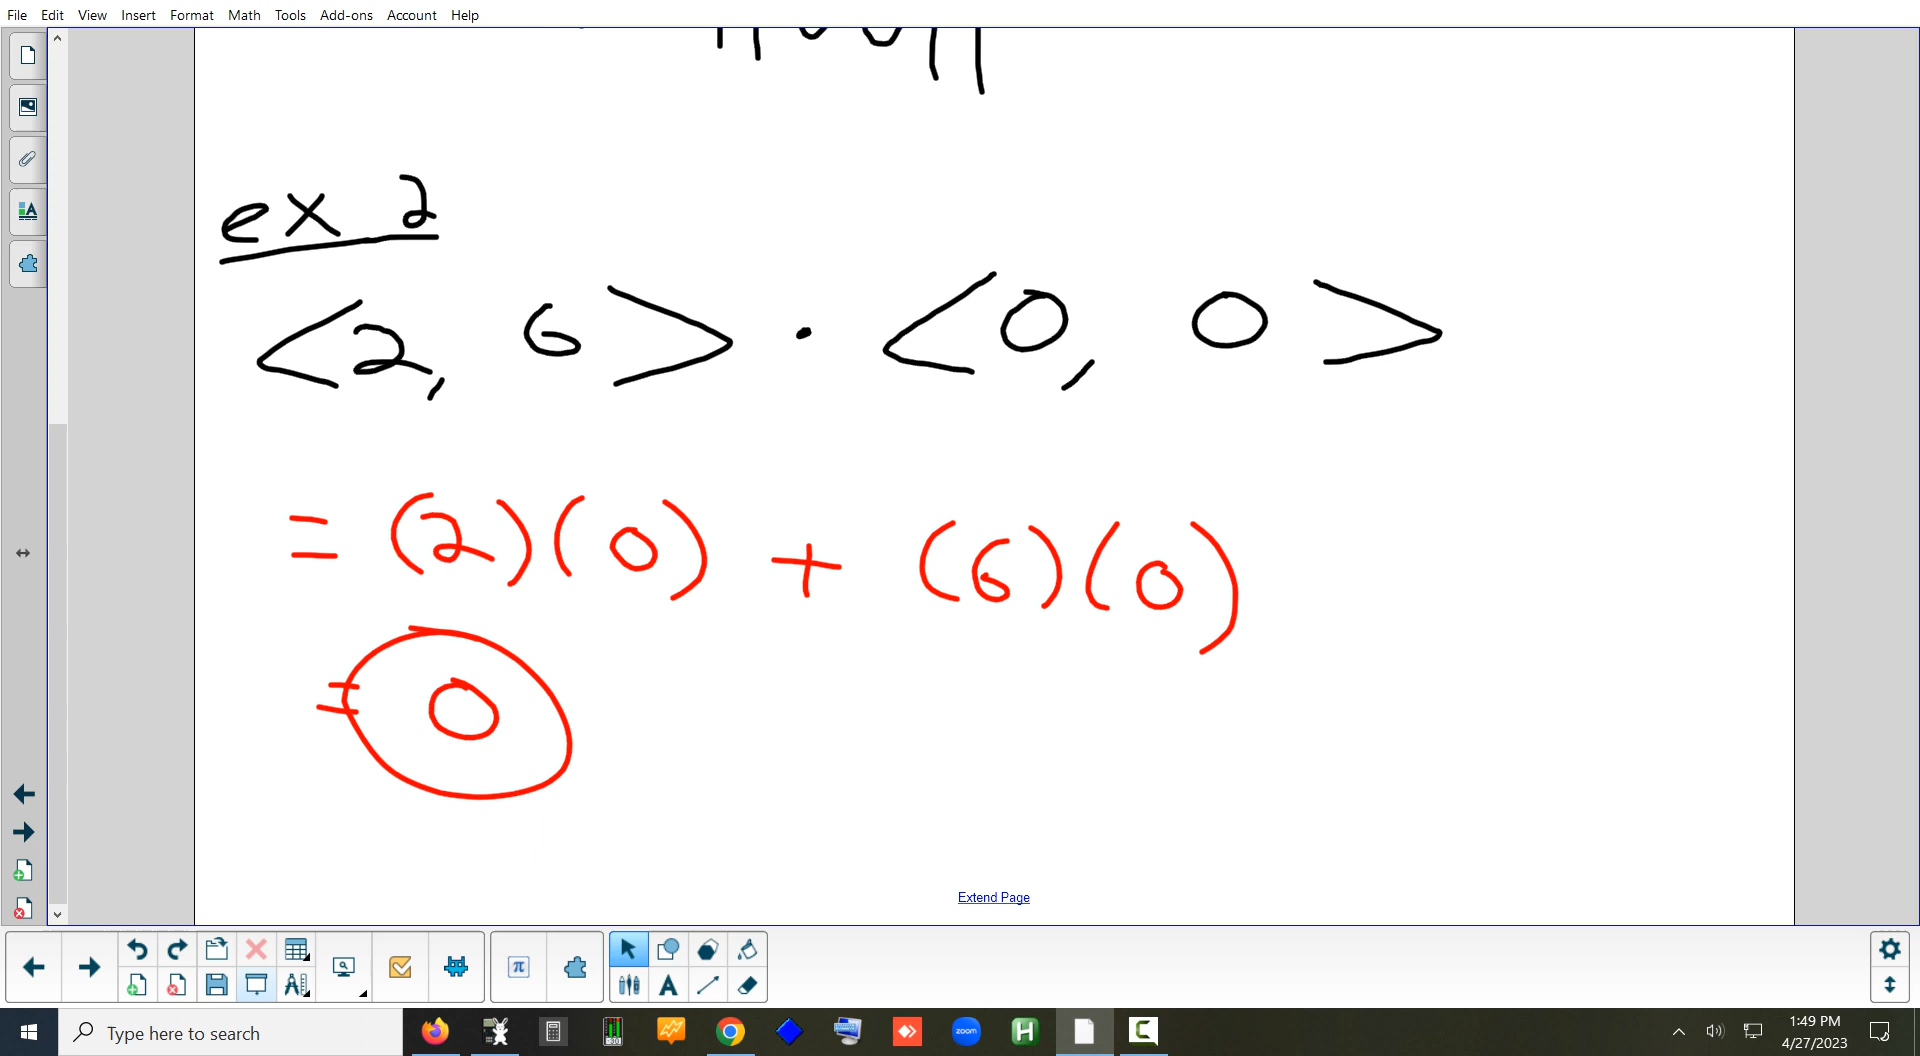 File Edit View Insert Format Math Tools Add-ons Account Help
ex 2
<2, 6> · <0, 0>
= (2)(0) + (6)(0)
= 0
Extend Page
π
A
Type here to search
zoom
H
C
1:49 PM
4/27/2023